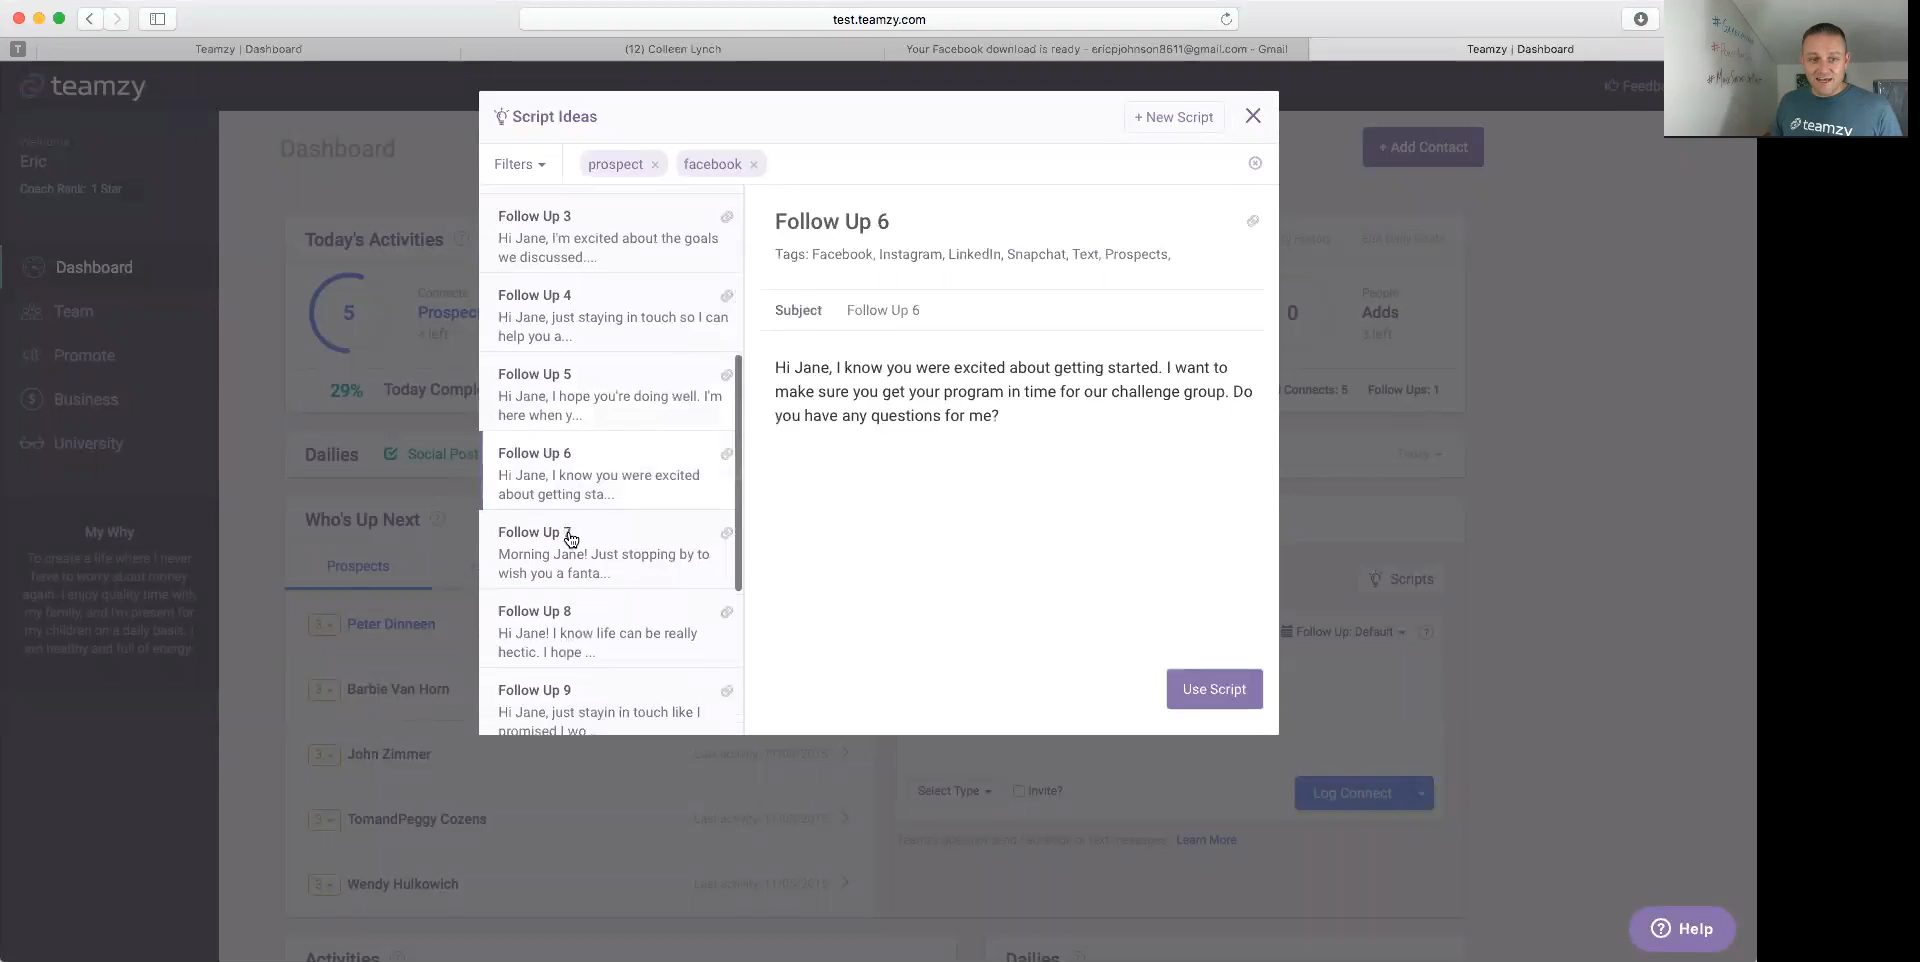 test.teamzy.com
T
Teamzy | Dashboard
(12) Colleen Lynch
Your Facebook download is ready - ericpjohnson8611@gmail.com - Gmail
Teamzy | Dashboard
teamzy
Feedb
teamzy
Welcome
Eric
Coach Rank: 1 Star
Dashboard
Team
Promote
Business
University
My Why
To create a life where I never
have to worry about money
again. I enjoy quality time with
my family, and I'm present for
my children on a daily basis. I
am healthy and full of energy.
Dashboard
+ Add Contact
Today's Activities
5
Connects
Prospec
4 left
29%
Today Compl
0
People
Adds
3 left
Connects: 5
Follow Ups: 1
Dailies
Social Post
Today
Who's Up Next
Prospects
3
Peter Dinneen
3
Barbie Van Horn
3
John Zimmer
Last activity: 11/05/2015
3
TomandPeggy Cozens
Last activity: 11/05/2015
3
Wendy Hulkowich
Last activity: 11/05/2015
Activities
Script Ideas
+ New Script
Filters
prospect
facebook
Follow Up 3
Hi Jane, I'm excited about the goals
we discussed....
Follow Up 4
Hi Jane, just staying in touch so I can
help you a...
Follow Up 5
Hi Jane, I hope you're doing well. I'm
here when y...
Follow Up 6
Hi Jane, I know you were excited
about getting sta...
Follow Up 7
Morning Jane! Just stopping by to
wish you a fanta...
Follow Up 8
Hi Jane! I know life can be really
hectic. I hope ...
Follow Up 9
Hi Jane, just stayin in touch like I
promised I wo...
Follow Up 6
Tags: Facebook, Instagram, LinkedIn, Snapchat, Text, Prospects,
Subject
Follow Up 6
Hi Jane, I know you were excited about getting started. I want to
make sure you get your program in time for our challenge group. Do
you have any questions for me?
Use Script
Scripts
Follow Up: Default
?
Select Type
Invite?
Log Connect
Learn More
Dailies
Help